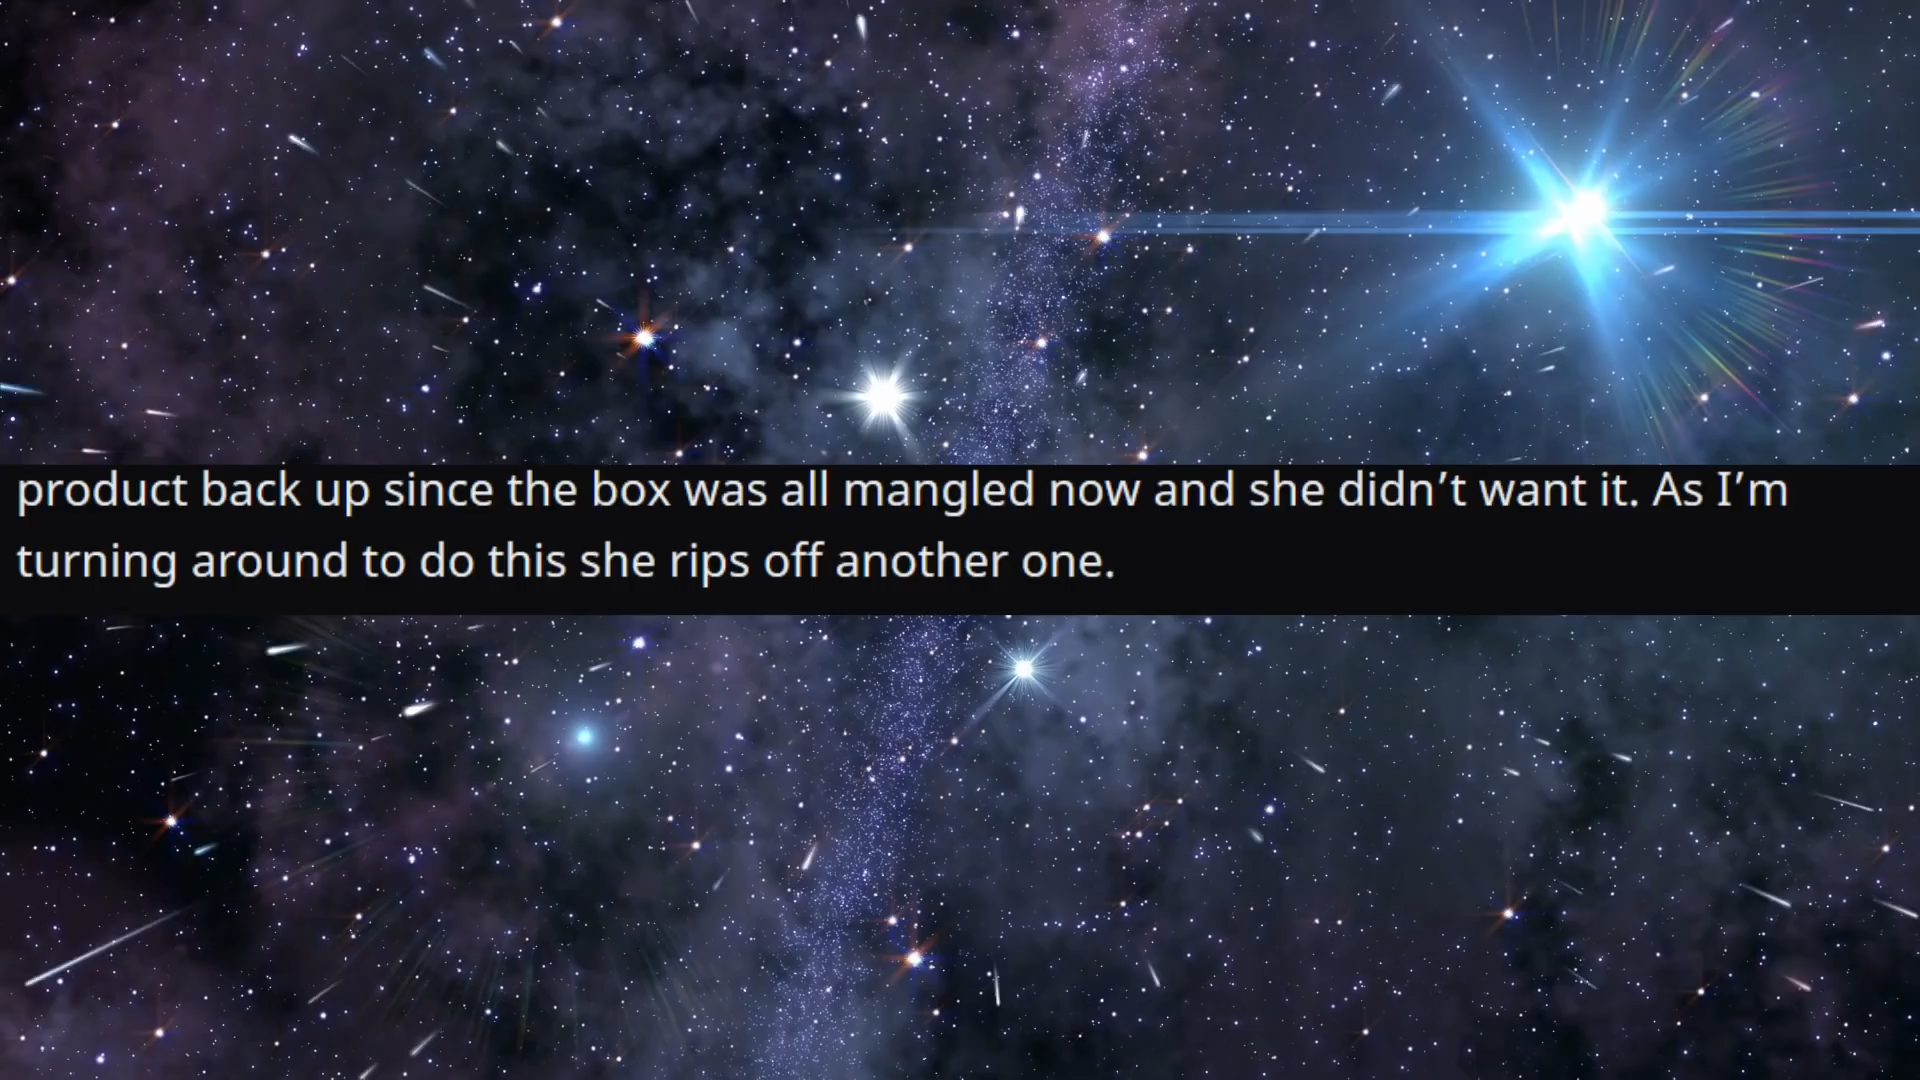 product back up since the box was all mangled now and she didn’t want it. As I’m
turning around to do this she rips off another one.